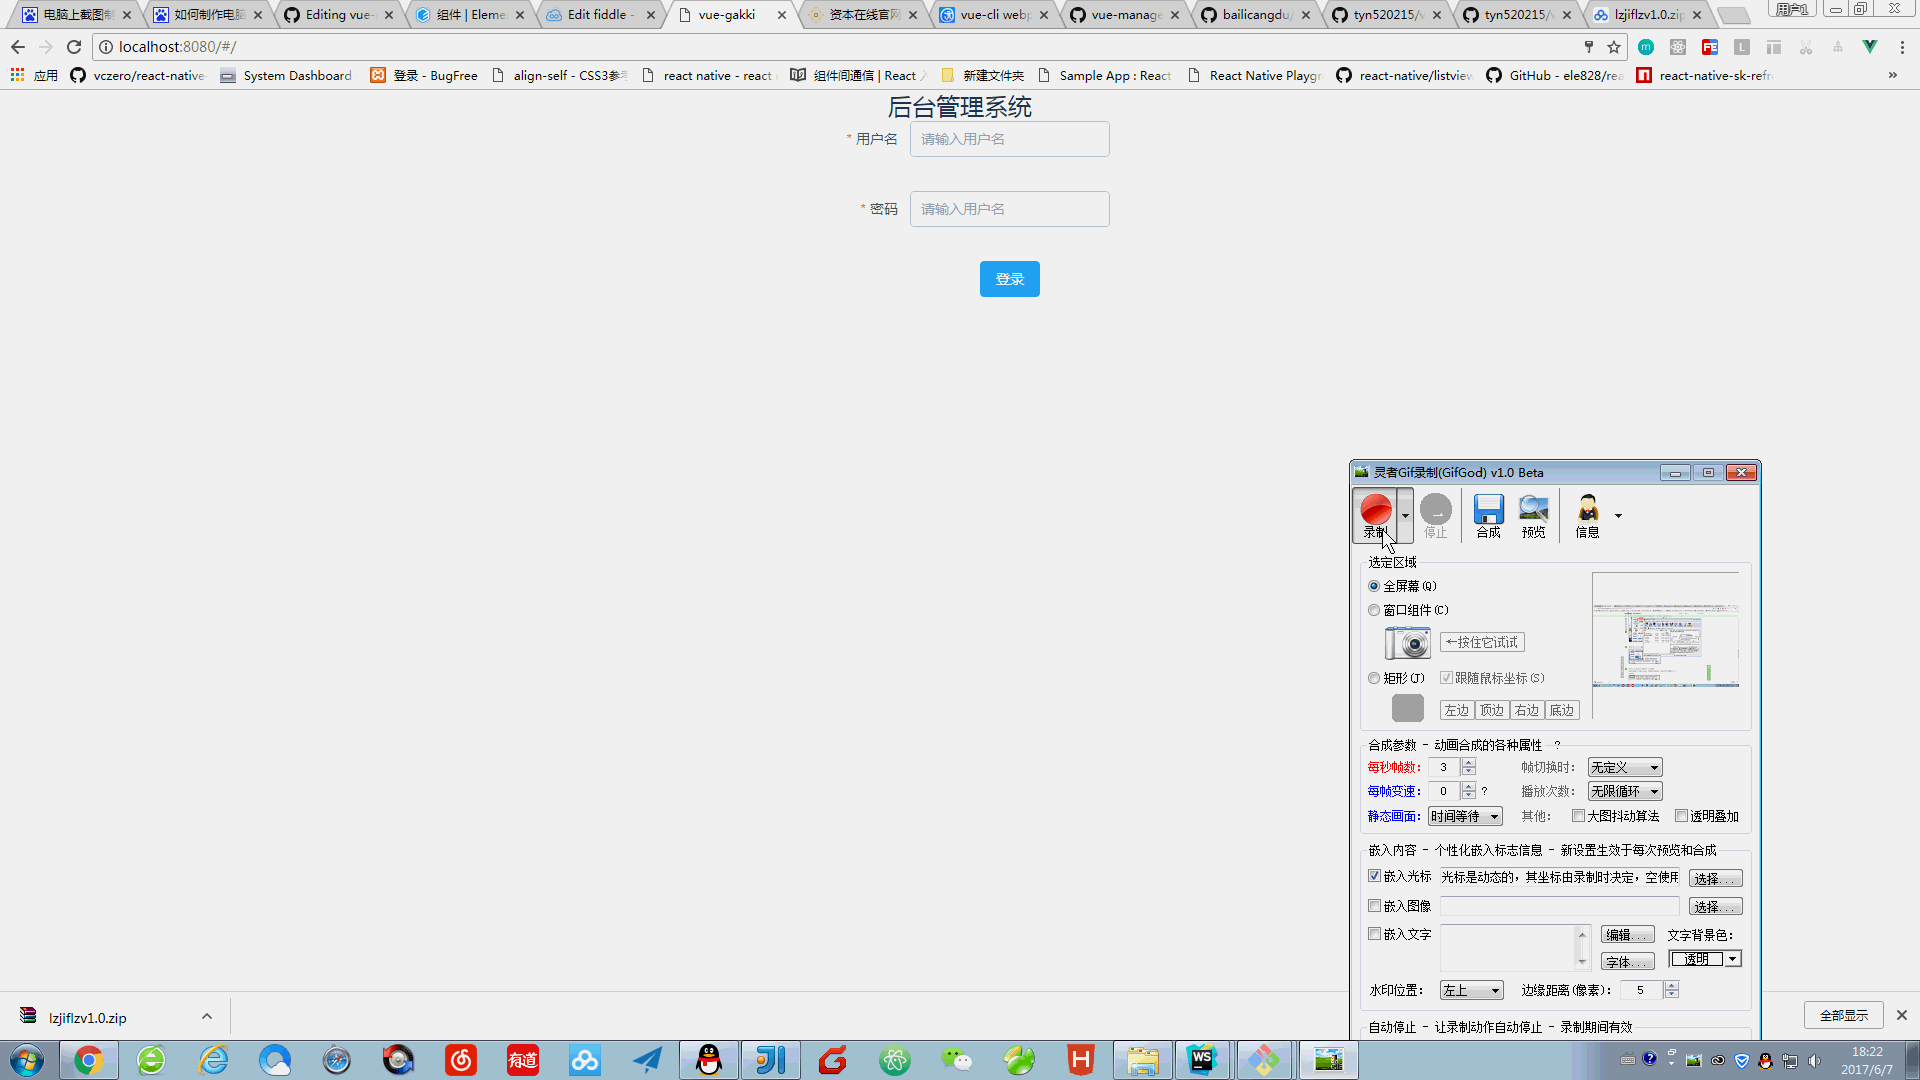 电脑上截图制
如何制作电脑
Editing vue-
组件 | Eleme
Edit fiddle -
vue-gakki
资本在线官网
vue-cli webp
vue-manage
bailicangdu/
tyn520215/v
tyn520215/v
lzjiflzv1.0.zip
用户1
localhost:8080/#/
应用
vczero/react-native
System Dashboard
登录 - BugFree
align-self - CSS3参考
react native - react
组件间通信 | React
新建文件夹
Sample App : React
React Native Playgr
react-native/listview
GitHub - ele828/rea
react-native-sk-refr
»
后台管理系统
* 用户名 请输入用户名
* 密码 请输入用户名
登录
灵者Gif录制(GifGod) v1.0 Beta
录制
停止
合成
预览
信息
选定区域
全屏幕(Q)
窗口组件(C)
←按住它试试
矩形(J) 跟随鼠标坐标(S)
左边 顶边 右边 底边
合成参数 - 动画合成的各种属性 ?
每秒帧数: 3 帧切换时: 无定义
每帧变速: 0 ? 播放次数: 无限循环
静态画面: 时间等待 其他: 大图抖动算法 透明叠加
嵌入内容 - 个性化嵌入标志信息 - 新设置生效于每次预览和合成
嵌入光标 光标是动态的，其坐标由录制时决定，空使用 选择...
嵌入图像 选择...
嵌入文字 编辑... 文字背景色:
字体... 透明
水印位置: 左上 边缘距离(像素): 5
自动停止 - 让录制动作自动停止 - 录制期间有效
lzjiflzv1.0.zip
全部显示
有道
WS
H
18:22
2017/6/7